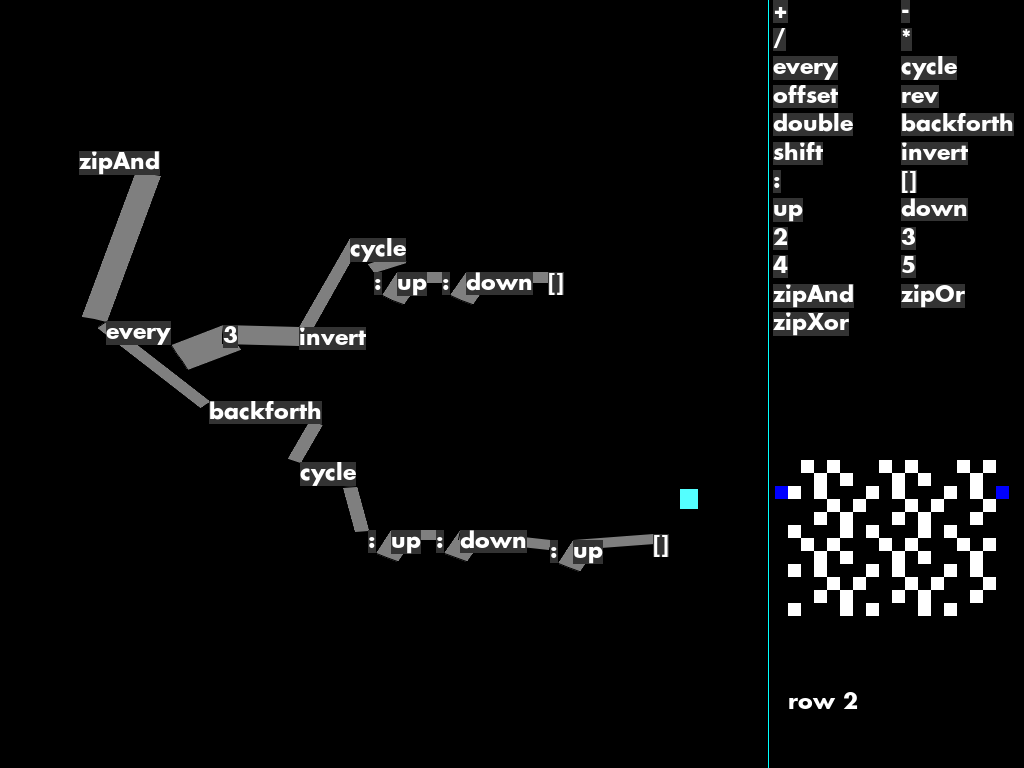 zipAnd
cycle
: up : down []
every 3 invert
backforth
cycle
: up : down : up []
+ -
/ *
every cycle
offset rev
double backforth
shift invert
: []
up down
2 3
4 5
zipAnd zipOr
zipXor
row 2